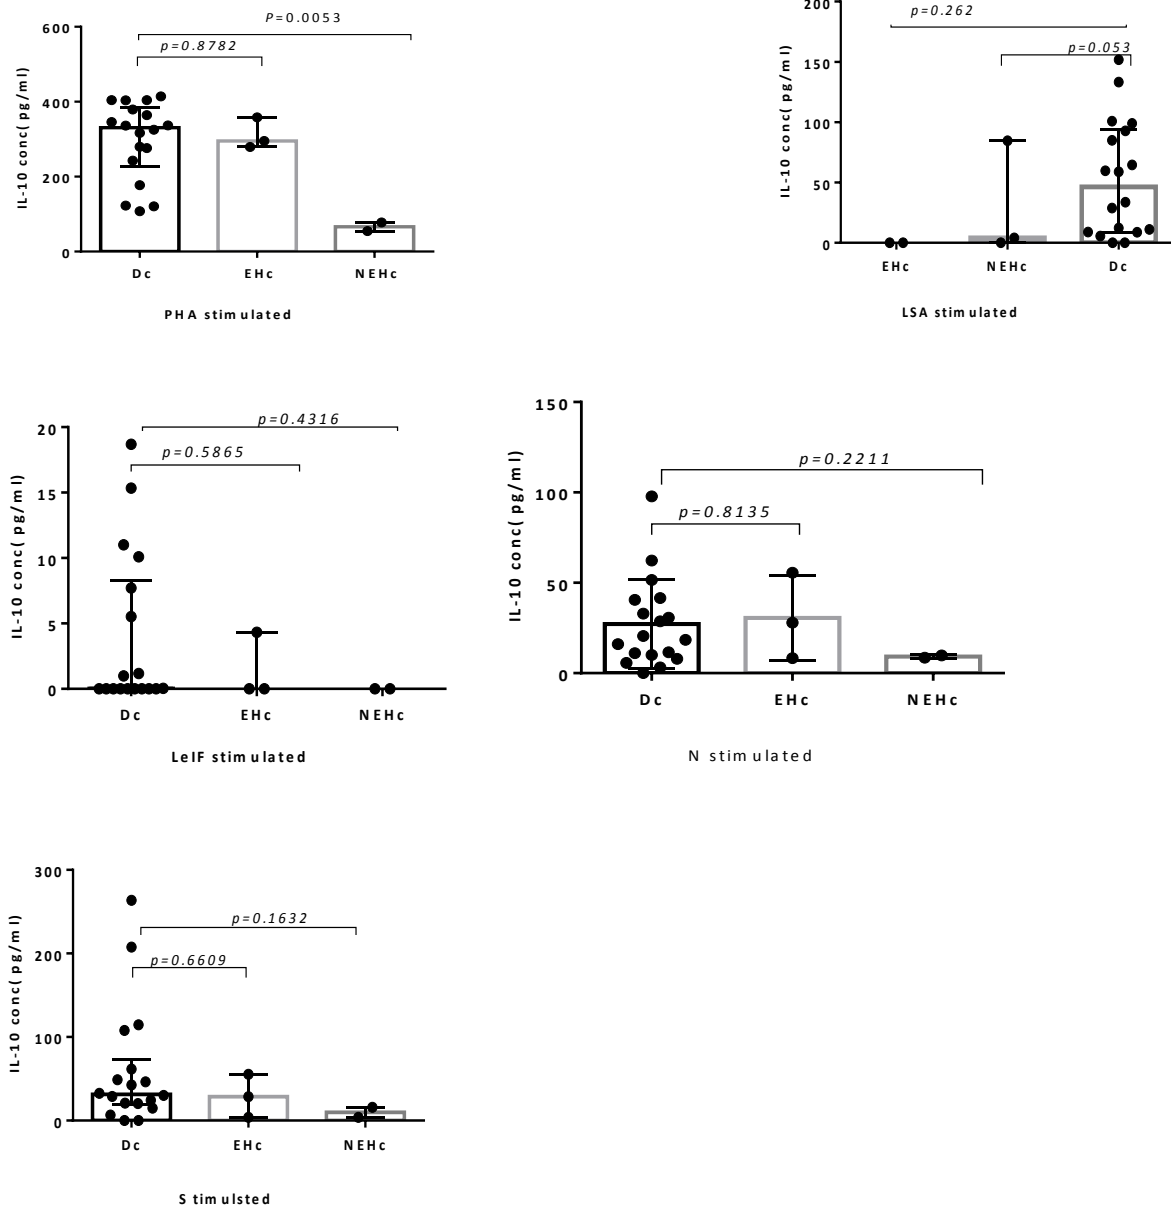 P=0.0053
p=0.8782
600
400
200
0
IL-10 conc( pg/ml)
Dc EHc NEHc
PHA stimulated
p=0.262
p=0.053
200
150
100
50
0
IL-10 conc( pg/ml)
EHc NEHc Dc
LSA stimulated
p=0.4316
p=0.5865
20
15
10
5
0
IL-10 conc( pg/ml)
Dc EHc NEHc
LeIF stimulated
p=0.2211
p=0.8135
150
100
50
0
IL-10 conc( pg/ml)
Dc EHc NEHc
N stimulated
p=0.1632
p=0.6609
300
200
100
0
IL-10 conc( pg/ml)
Dc EHc NEHc
S timulsted